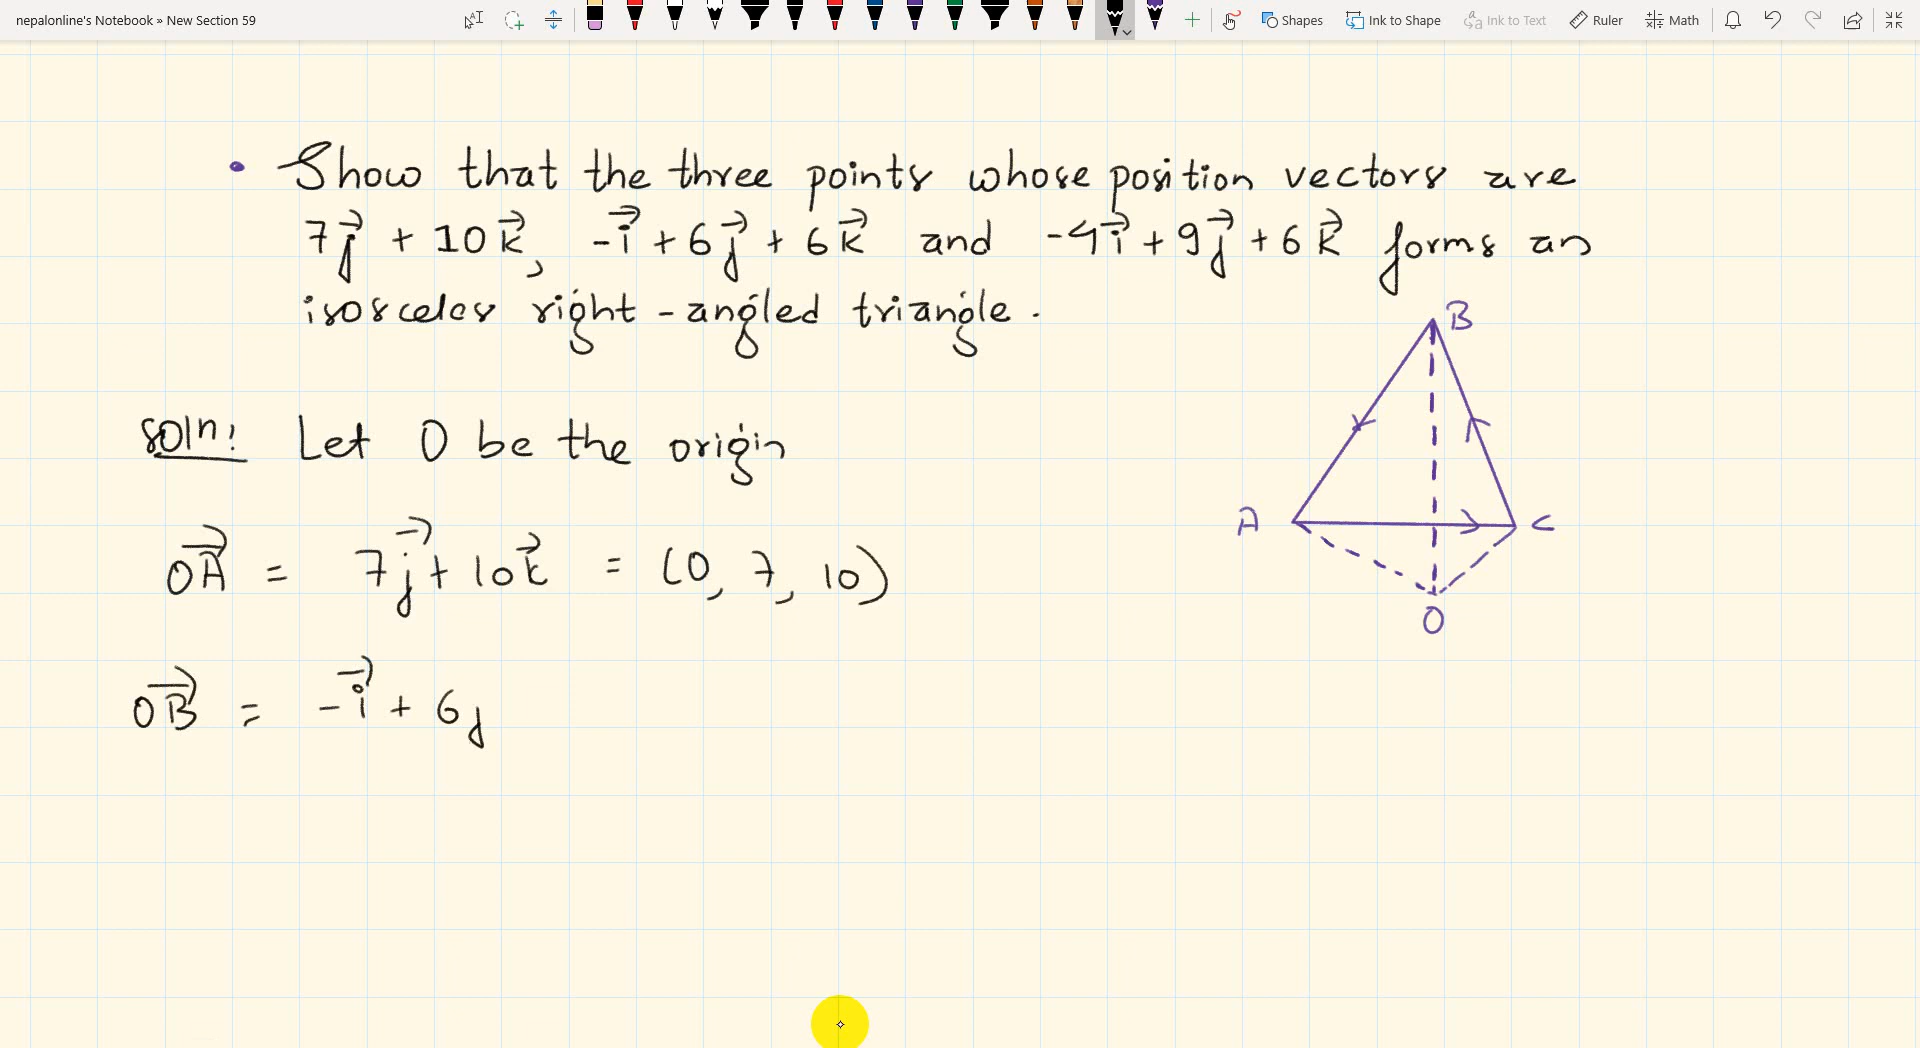 nepalonline's Notebook » New Section 59
Shapes Ink to Shape Ink to Text Ruler Math
• Show that the three points whose position vectors are
7j⃗ + 10k⃗, -i⃗ + 6j⃗ + 6k⃗ and -4i⃗ + 9j⃗ + 6k⃗ forms an
isosceles right-angled triangle.
B
soln: Let O be the origin
A C
OA⃗ = 7j⃗ + 10k⃗ = (0, 7, 10)
O
OB⃗ = -i⃗ + 6j